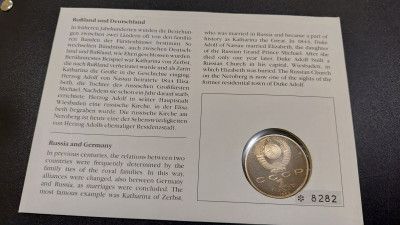 Rußland und Deutschland
In früheren Jahrhunderten wurden die Beziehun-
gen zwischen zwei Ländern oft von den familiä-
ren Banden der Fürstenhäuser bestimmt. So
wechselten Bündnisse, auch zwischen Deutsch-
land und Rußland, wie Ehen geschlossen wurden.
Berühmtestes Beispiel war Katharina von Zerbst,
die nach Rußland verheiratet wurde und als Zarin
Katharina die Große in die Geschichte einging.
Herzog Adolf von Nassau heiratete 1844 Elisa-
beth, die Tochter des russischen Großfürsten
Michael. Nachdem sie schon ein Jahr darauf starb,
errichtete Herzog Adolf in seiner Hauptstadt
Wiesbaden eine russische Kirche, in der Elisa-
beth begraben wurde. Die russische Kirche am
Neroberg ist heute eine der Sehenswürdigkeiten
von Herzog Adolfs ehemaliger Residenzstadt.
Russia and Germany
In previous centuries, the relations between two
countries were frequently determined by the
family ties of the royal families. In this way,
alliances were changed, also between Germany
and Russia, as marriages were concluded. The
most famous example was Katharina of Zerbst,
who was married to Russia and became a part of
history as Katharina the Great. In 1844, Duke
Adolf of Nassau married Elizabeth, the daughter
of the Russian Grand Prince Michael. After she
died only one year later, Duke Adolf built a
Russian Church in his capital, Wiesbaden, in
which Elizabeth was buried. The Russian Church
on the Neroberg is now one of the sights of the
former residential town of Duke Adolf.
СССР
* 8282